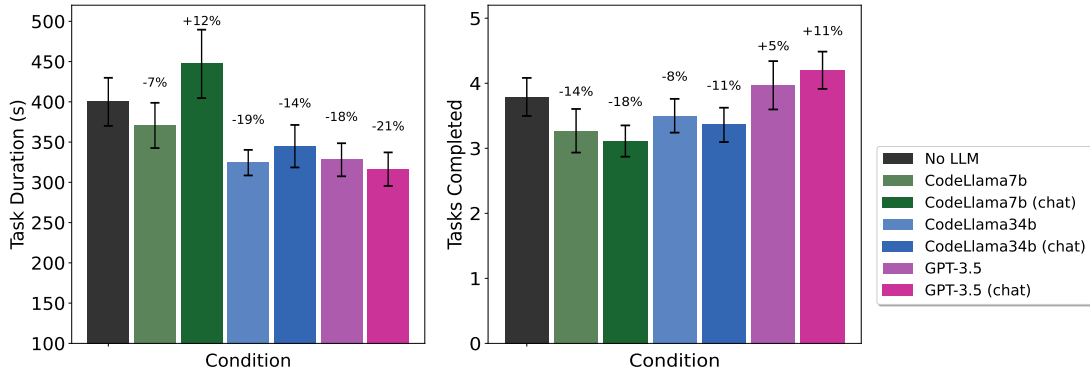 Task Duration (s)
500
450
400
350
300
250
200
150
100
-7%
+12%
-19%
-14%
-18%
-21%
Condition
Tasks Completed
5
4
3
2
1
0
-14%
-18%
-8%
-11%
+5%
+11%
Condition
No LLM
CodeLlama7b
CodeLlama7b (chat)
CodeLlama34b
CodeLlama34b (chat)
GPT-3.5
GPT-3.5 (chat)